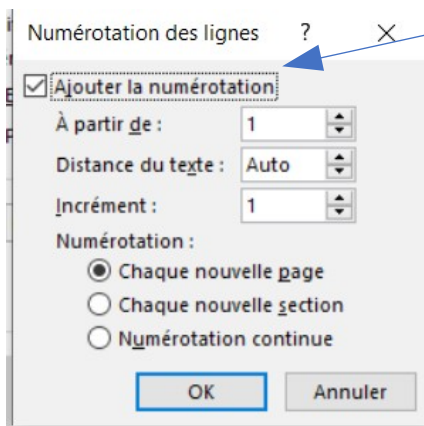 Numérotation des lignes ? ×
Ajouter la numérotation
À partir de : 1
Distance du texte : Auto
Incrément : 1
Numérotation :
Chaque nouvelle page
Chaque nouvelle section
Numérotation continue
OK Annuler